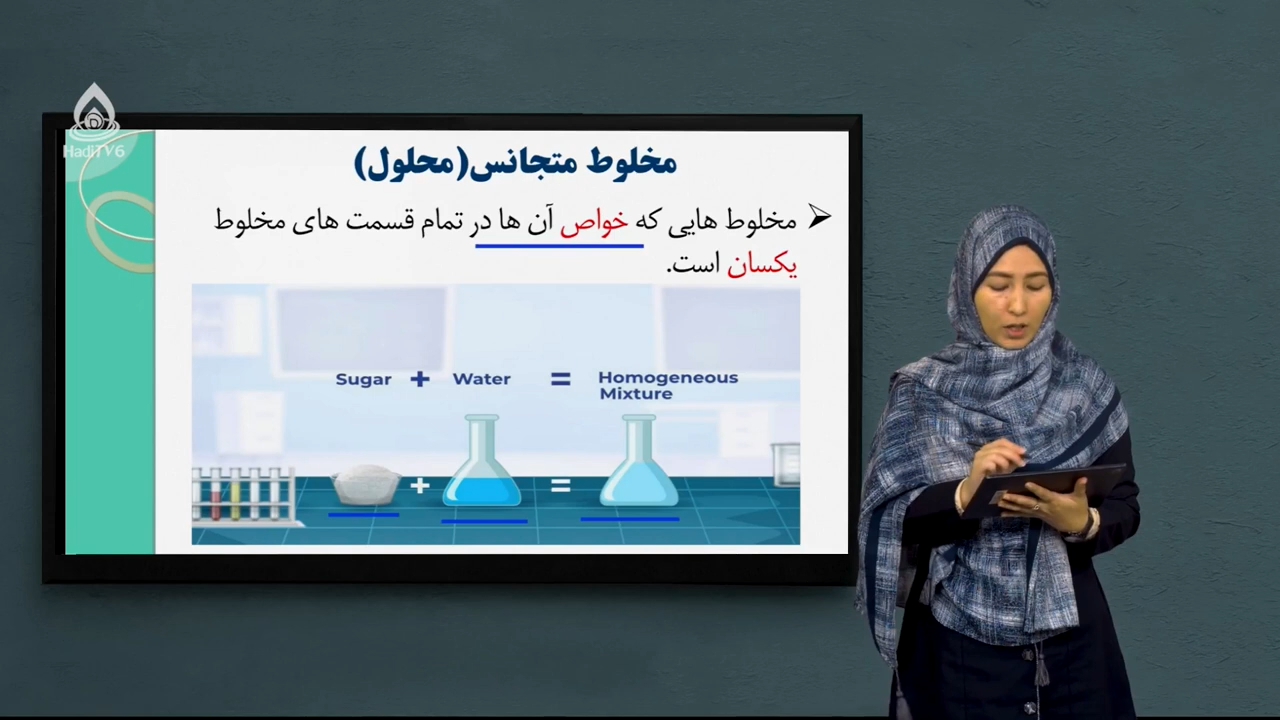 HadiTV6
مخلوط متجانس(محلول)
مخلوط هایی که خواص آن ها در تمام قسمت های مخلوط
یکسان است.
Sugar + Water = Homogeneous
Mixture
+ =